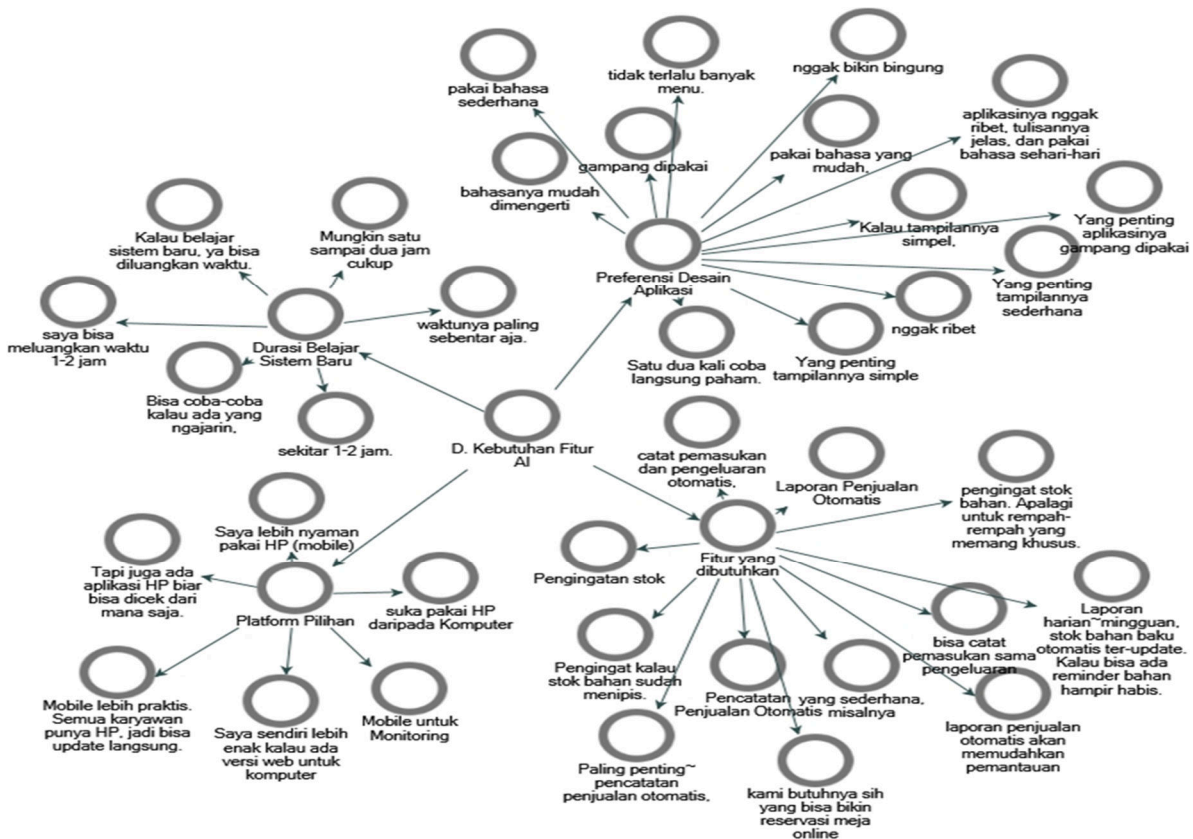 pakai bahasa
sederhana
tidak terlalu banyak
menu.
nggak bikin bingung
aplikasinya nggak
ribet, tulisannya
jelas, dan pakai
bahasa sehari-hari
gampang dipakai
pakai bahasa yang
mudah,
bahasanya mudah
dimengerti
Kalau tampilannya
simpel,
Yang penting
aplikasinya
gampang dipakai
Preferensi Desain
Aplikasi
Yang penting
tampilannya
sederhana
nggak ribet
Yang penting
tampilannya simple
Satu dua kali coba
langsung paham.
Kalau belajar
sistem baru, ya bisa
diluangkan waktu.
Mungkin satu
sampai dua jam
cukup
saya bisa
meluangkan waktu
1-2 jam
Durasi Belajar
Sistem Baru
waktunya paling
sebentar aja.
Bisa coba-coba
kalau ada yang
ngajarin,
sekitar 1-2 jam.
D. Kebutuhan Fitur
AI
catat pemasukan
dan pengeluaran
otomatis,
Laporan Penjualan
Otomatis
pengingat stok
bahan. Apalagi
untuk rempah-
rempah yang
memang khusus.
Pengingatan stok
Fitur yang
dibutuhkan
Laporan
harian~mingguan,
stok bahan baku
otomatis ter-update.
Kalau bisa ada
reminder bahan
hampir habis.
bisa catat
pemasukan sama
pengeluaran
Pengingat kalau
stok bahan sudah
menipis.
Pencatatan
Penjualan Otomatis
yang sederhana,
misalnya
laporan penjualan
otomatis akan
memudahkan
pemantauan
Paling penting~
pencatatan
penjualan otomatis,
kami butuhnya sih
yang bisa bikin
reservasi meja
online
Saya lebih nyaman
pakai HP (mobile)
Tapi juga ada
aplikasi HP biar
bisa dicek dari
mana saja.
Platform Pilihan
suka pakai HP
daripada Komputer
Mobile lebih praktis.
Semua karyawan
punya HP, jadi bisa
update langsung.
Saya sendiri lebih
enak kalau ada
versi web untuk
komputer
Mobile untuk
Monitoring